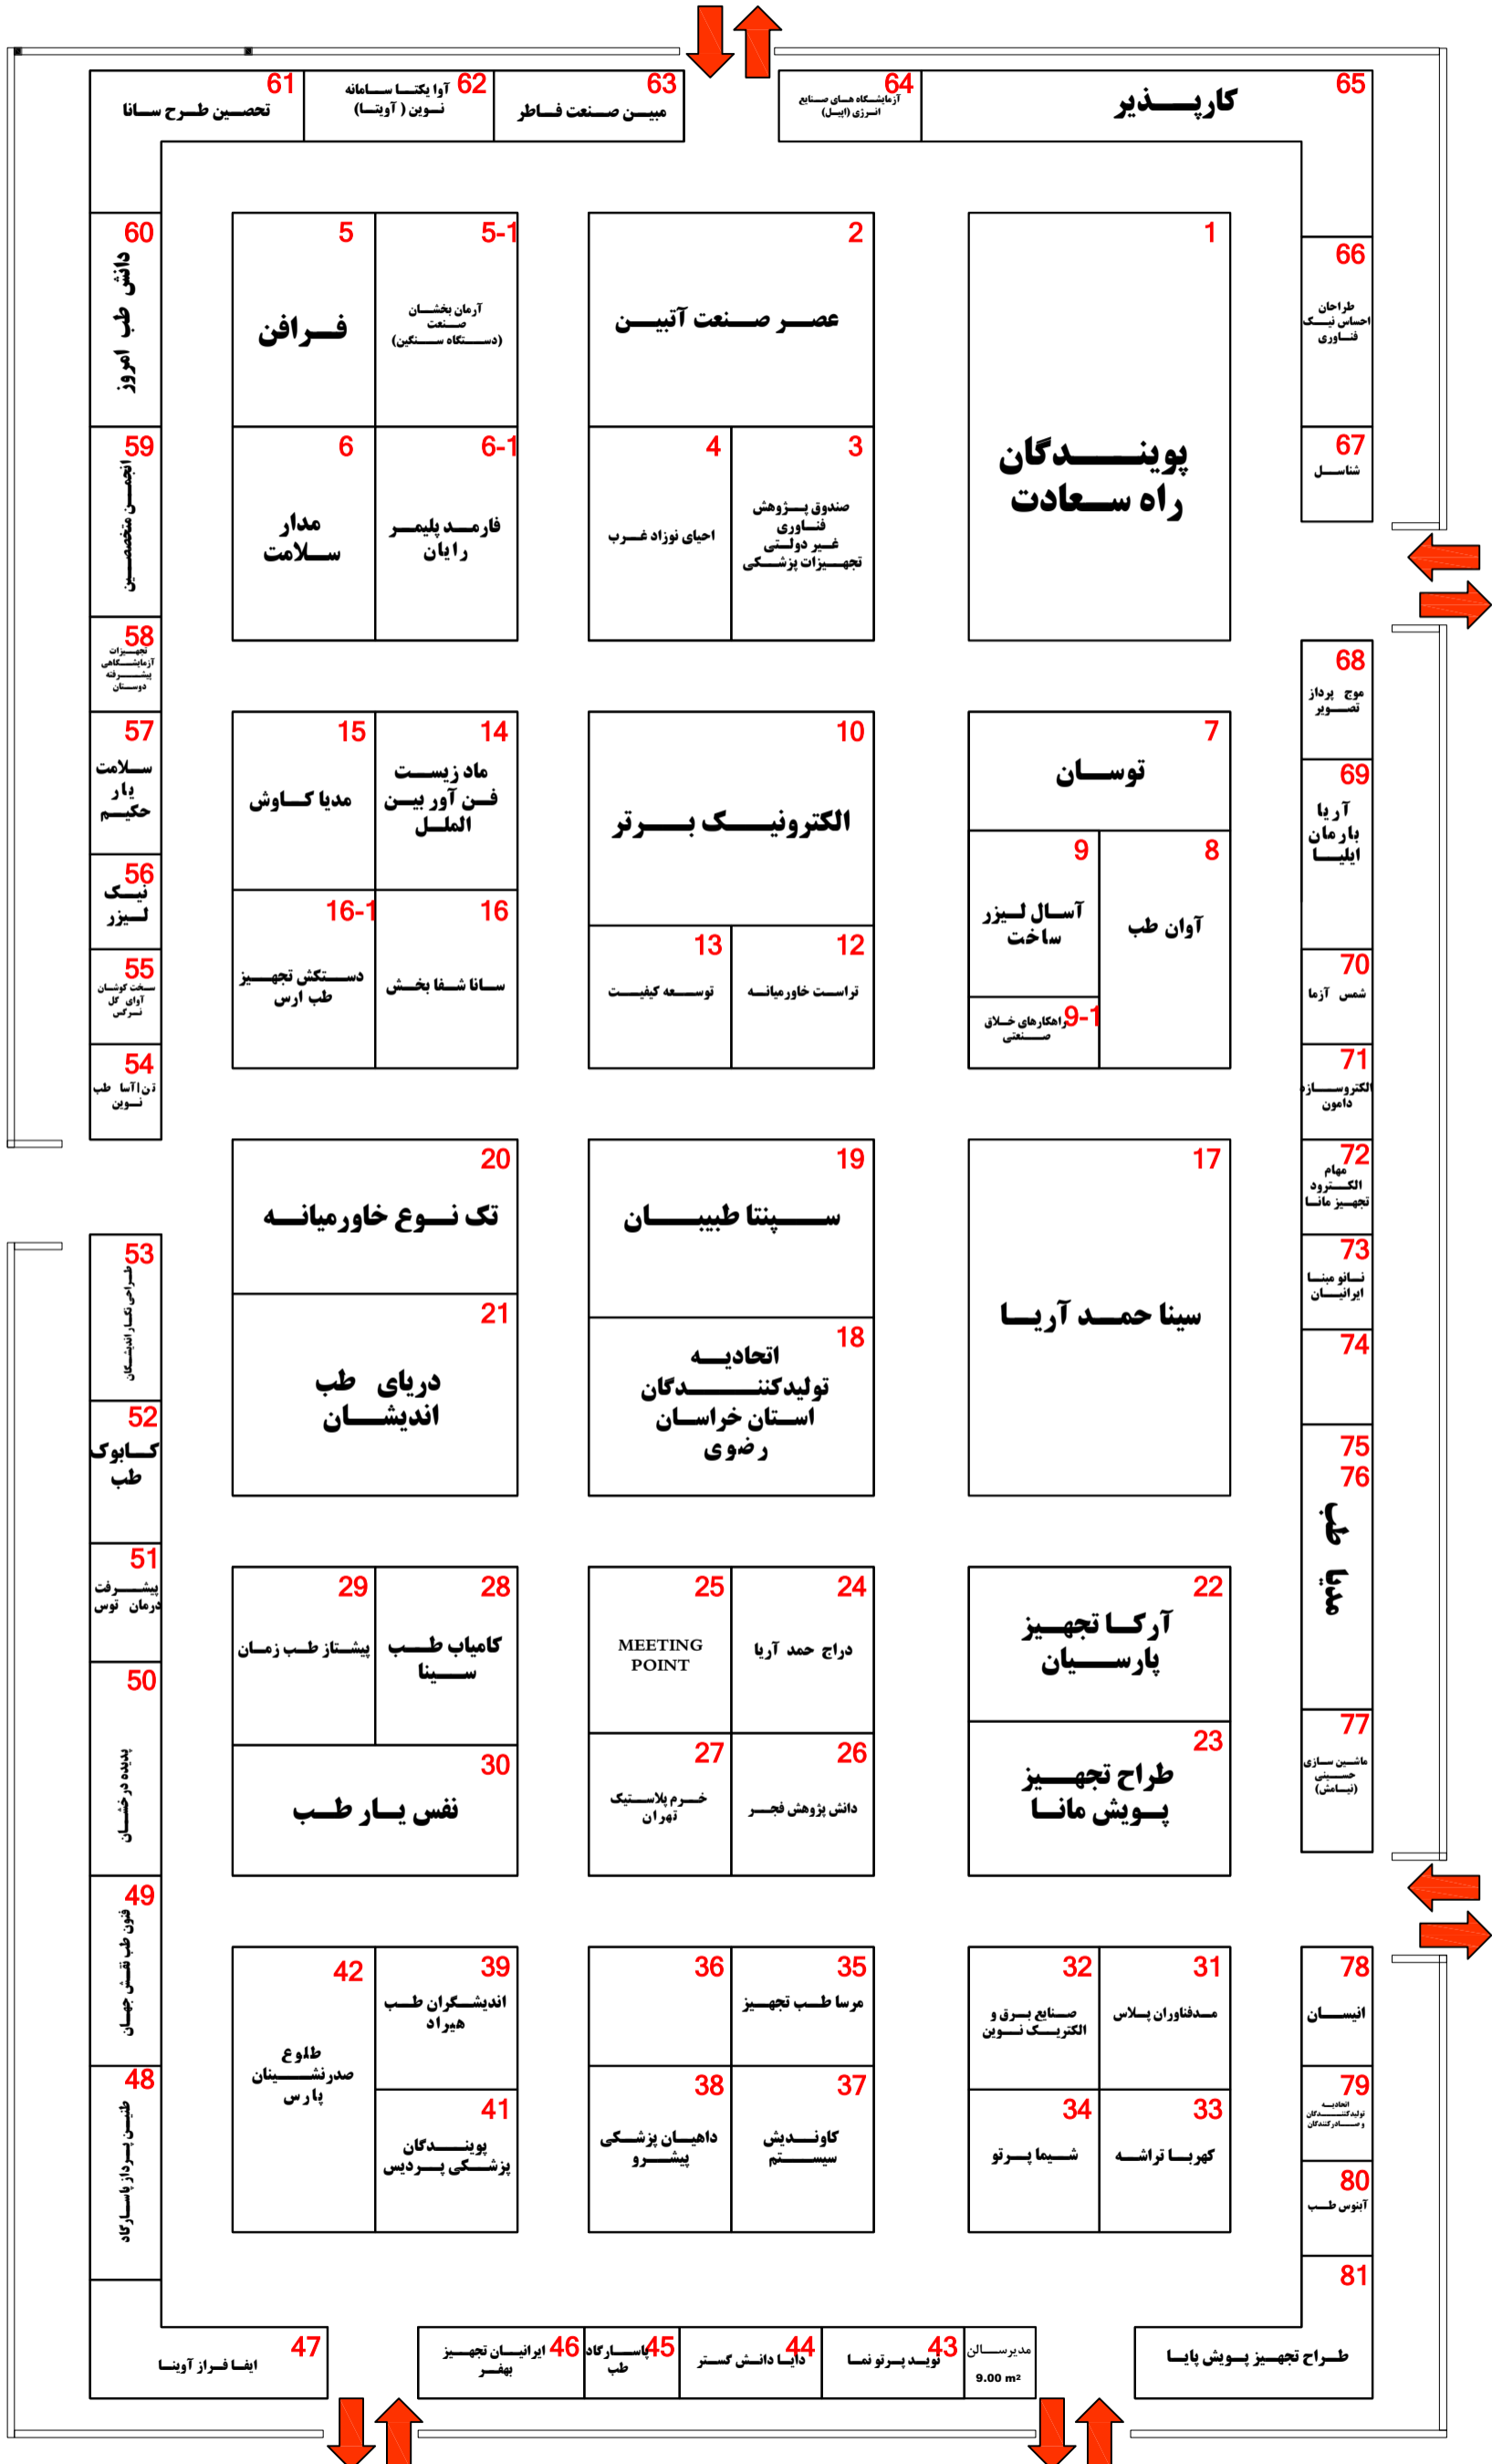 61
تحصین طرح سانا
62
آوا یکتا سامانه
نوین ( آویتا)
63
مبین صنعت فاطر
64
آزمایشگاه های صنایع
انرژی (اپیل)
65
کارپذیر
60
دانش طب امروز
5
فرافن
5-1
آرمان بخشان
صنعت
(دستگاه سنگین)
2
عصر صنعت آتبین
1
پویندگان
راه سعادت
66
طراحان
احساس نیک
فناوری
59
انجمن متخصصین
6
مدار
سلامت
6-1
فارمد پلیمر
رایان
4
احیای نوزاد غرب
3
صندوق پژوهش
فناوری
غیر دولتی
تجهیزات پزشکی
67
شناسل
58
تجهیزات
آزمایشگاهی
پیشرفته
دوستان
68
موج پرداز
تصویر
57
سلامت
یار
حکیم
15
مدیا کاوش
14
ماد زیست
فن آور بین
الملل
10
الکترونیک برتر
7
توسان
69
آریا
بارمان
ایلیا
56
نیک
لیزر
16-1
دستکش تجهیز
طب ارس
16
سانا شفا بخش
13
توسعه کیفیت
12
تراست خاورمیانه
9
آسال لیزر
ساخت
8
آوان طب
9-1
راهکارهای خلاق
صنعتی
55
سخت کوشان
آوای گل
نرگس
70
شمس آزما
54
تن آسا طب
نوین
71
الکتروسازه
دامون
20
تک نوع خاورمیانه
19
سپنتا طبیبان
17
سینا حمد آریا
72
مهام
الکترود
تجهیز مانا
53
طراحی نگار اندیشگان
21
دریای طب
اندیشان
18
اتحادیه
تولیدکنندگان
استان خراسان
رضوی
73
نانو مبنا
ایرانیان
74
52
کابوک
طب
75
76
مدیا طب
51
پیشرفت
درمان توس
29
پیشتاز طب زمان
28
کامیاب طب
سینا
25
MEETING
POINT
24
دراج حمد آریا
22
آرکا تجهیز
پارسیان
50
پدیده درخشان
30
نفس یار طب
27
خرم پلاستیک
تهران
26
دانش پژوهش فجر
23
طراح تجهیز
پویش مانا
77
ماشین سازی
حسینی
(نیامش)
49
فنون طب نقش جهان
42
طلوع
صدرنشینان
پارس
39
اندیشگران طب
هیراد
36
35
مرسا طب تجهیز
32
صنایع برق و
الکتریک نوین
31
مدفناوران پلاس
78
انیسان
48
طنین پرداز پاسارگاد
41
پویندگان
پزشکی پردیس
38
داهیان پزشکی
پیشرو
37
کاوندیش
سیستم
34
شیما پرتو
33
کهربا تراشه
79
اتحادیه
تولیدکنندگان
و صادرکنندگان
80
آبنوس طب
81
طراح تجهیز پویش پایا
47
ایفا فراز آوینا
46
ایرانیان تجهیز
بهفر
45
پاسارگاد
طب
44
دایا دانش گستر
43
نوید پرتو نما
مدیرسالن
9.00 m²